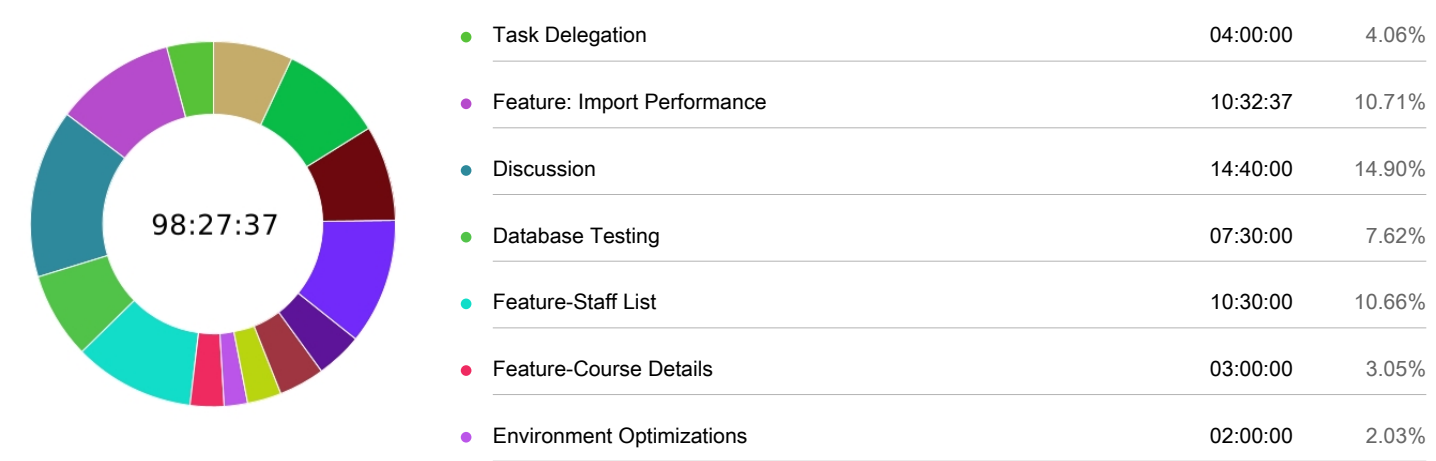 98:27:37
Task Delegation 04:00:00 4.06%
Feature: Import Performance 10:32:37 10.71%
Discussion 14:40:00 14.90%
Database Testing 07:30:00 7.62%
Feature-Staff List 10:30:00 10.66%
Feature-Course Details 03:00:00 3.05%
Environment Optimizations 02:00:00 2.03%